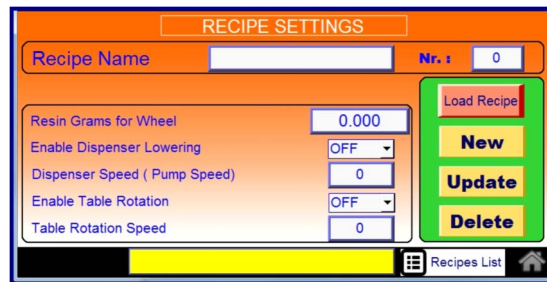 RECIPE SETTINGS
Recipe Name Nr. : 0
Load Recipe
Resin Grams for Wheel 0.000
New
Enable Dispenser Lowering OFF
Dispenser Speed ( Pump Speed) 0
Update
Enable Table Rotation OFF
Table Rotation Speed 0
Delete
Recipes List